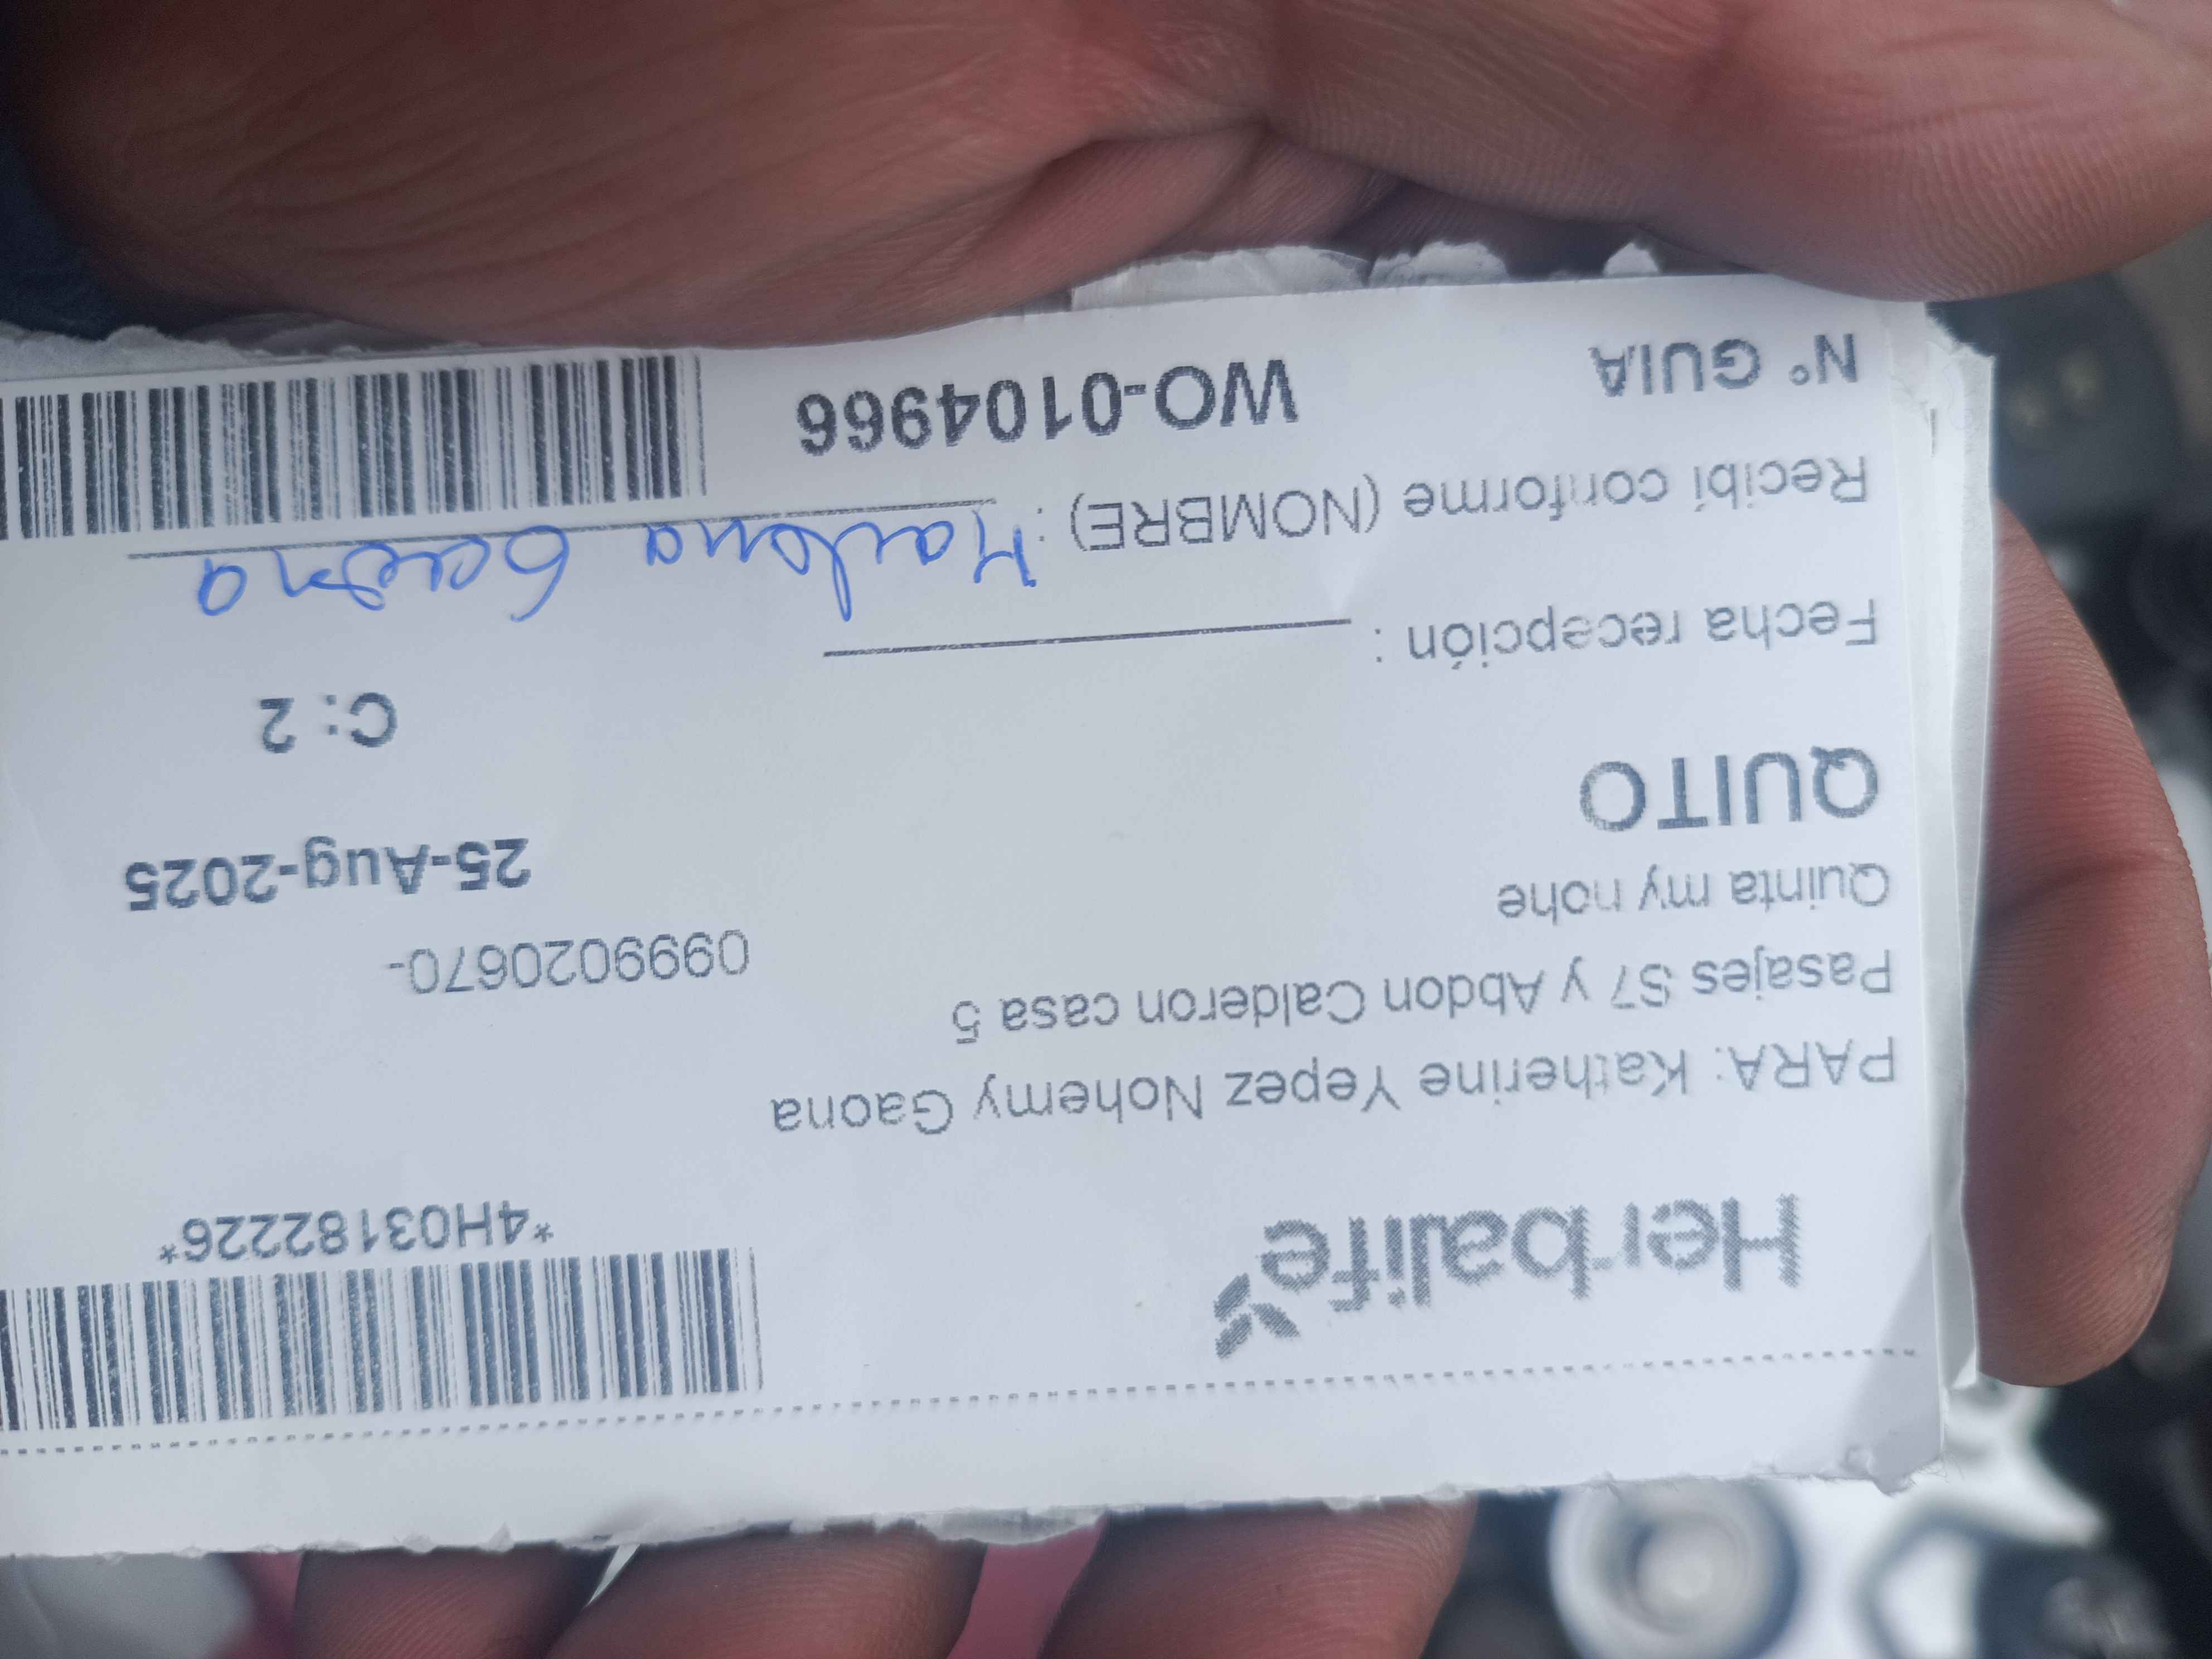 Herbalife
*4H03182226*
PARA: Katherine Yepez Nohemy Gaona
Pasajes S7 y Abdon Calderon casa 5
0999020670-
Quinta my nohe
25-Aug-2025
QUITO
C: 2
Fecha recepción :
Recibí conforme (NOMBRE) :
N° GUIA WO-0104966